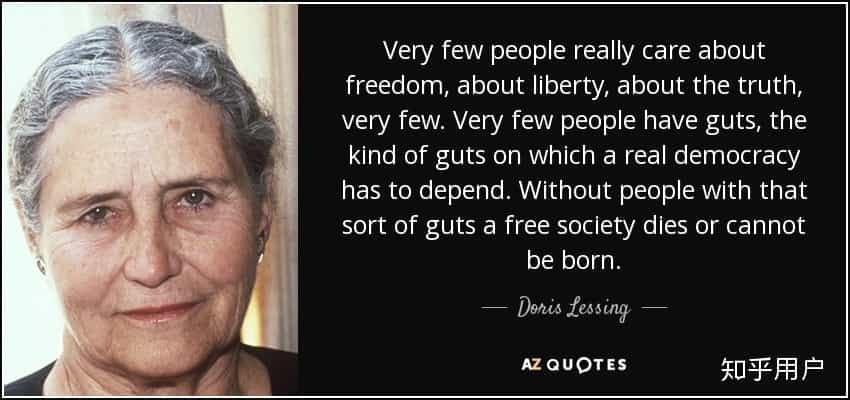 Very few people really care about
freedom, about liberty, about the truth,
very few. Very few people have guts, the
kind of guts on which a real democracy
has to depend. Without people with that
sort of guts a free society dies or cannot
be born.
Doris Lessing
AZ QUOTES
知乎用户